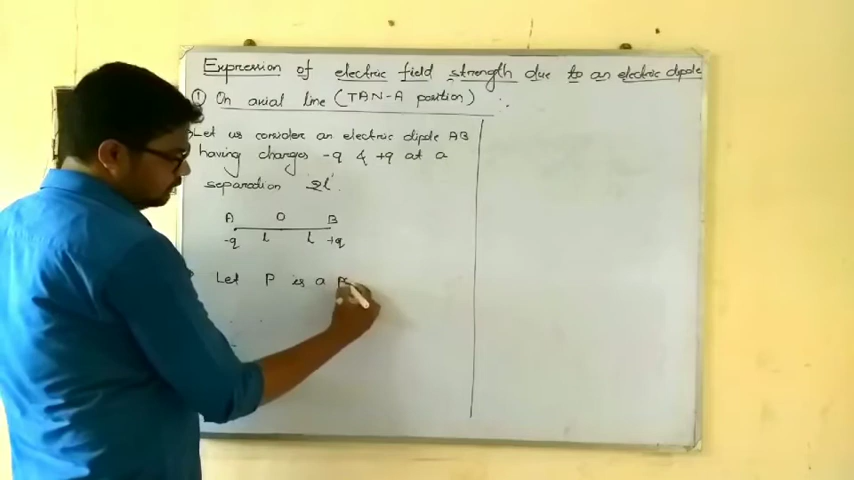 Expression of electric field strength due to an electric dipole
① On axial line (TAN-A position) :.
Let us consider an electric dipole AB
having charges -q & +q at a
separation '2l'.
A O B
-q l l +q
Let P is a